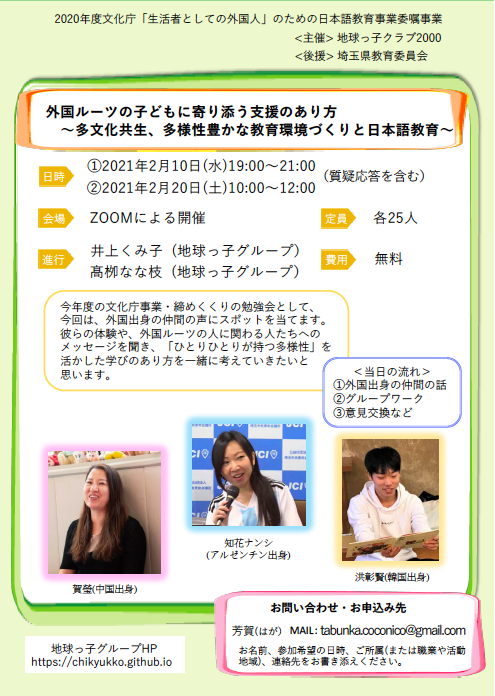 2020年度文化庁「生活者としての外国人」のための日本語教育事業委嘱事業
<主催> 地球っ子クラブ2000
<後援> 埼玉県教育委員会
外国ルーツの子どもに寄り添う支援のあり方
～多文化共生、多様性豊かな教育環境づくりと日本語教育～
日時
①2021年2月10日(水)19:00～21:00
②2021年2月20日(土)10:00～12:00
(質疑応答を含む)
会場 ZOOMによる開催
定員 各25人
進行 井上くみ子（地球っ子グループ）
髙栁なな枝（地球っ子グループ）
費用 無料
今年度の文化庁事業・締めくくりの勉強会として、
今回は、外国出身の仲間の声にスポットを当てます。
彼らの体験や、外国ルーツの人に関わる人たちへの
メッセージを聞き、「ひとりひとりが持つ多様性」を
活かした学びのあり方を一緒に考えていきたいと
思います。
＜当日の流れ＞
①外国出身の仲間の話
②グループワーク
③意見交換など
JCI
JCI
賀瑩(中国出身)
知花ナンシ
(アルゼンチン出身)
洪彰賢(韓国出身)
お問い合わせ・お申込み先
芳賀(はが) MAIL: tabunka.coconico@gmail.com
お名前、参加希望の日時、ご所属(または職業や活動
地域)、連絡先をお書き添えください。
地球っ子グループHP
https://chikyukko.github.io